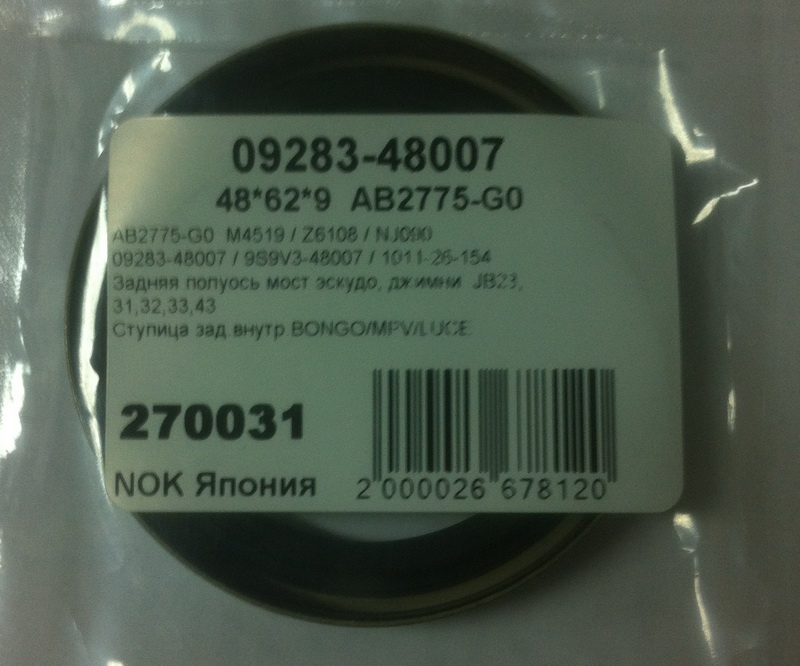 09283-48007
48*62*9 AB2775-G0
AB2775-G0 M4519 / Z6108 / NJ090
09283-48007 / 9S9V3-48007 / 1011-26-154
Задняя полуось мост эскудо, джимни JB23,
31,32,33,43
Ступица зад.внутр.BONGO/MPV/LUCE
270031
NOK Япония
2 000026 678120